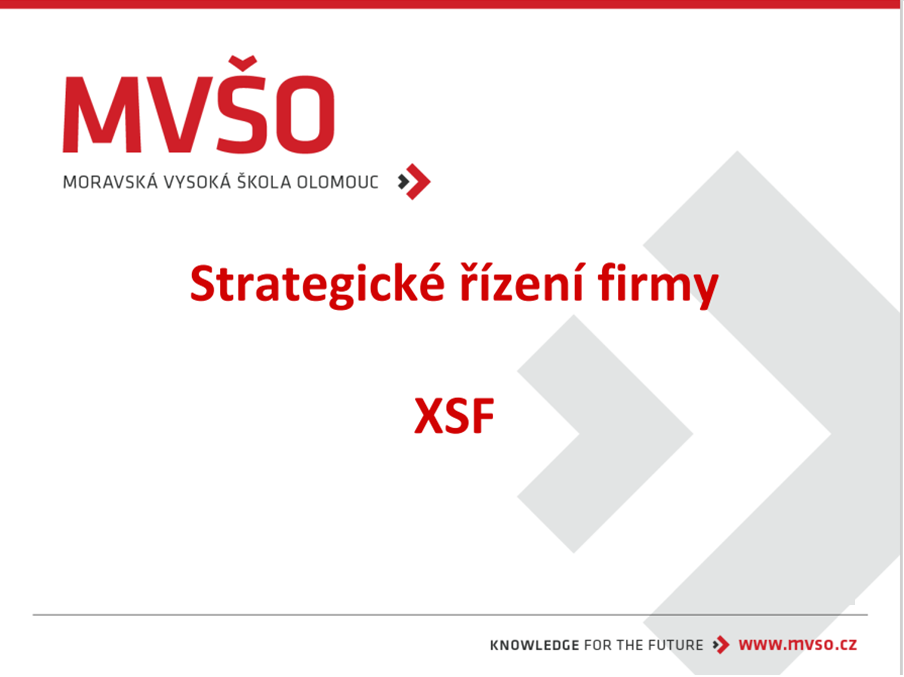 MVŠO
MORAVSKÁ VYSOKÁ ŠKOLA OLOMOUC
Strategické řízení firmy
XSF
KNOWLEDGE FOR THE FUTURE www.mvso.cz